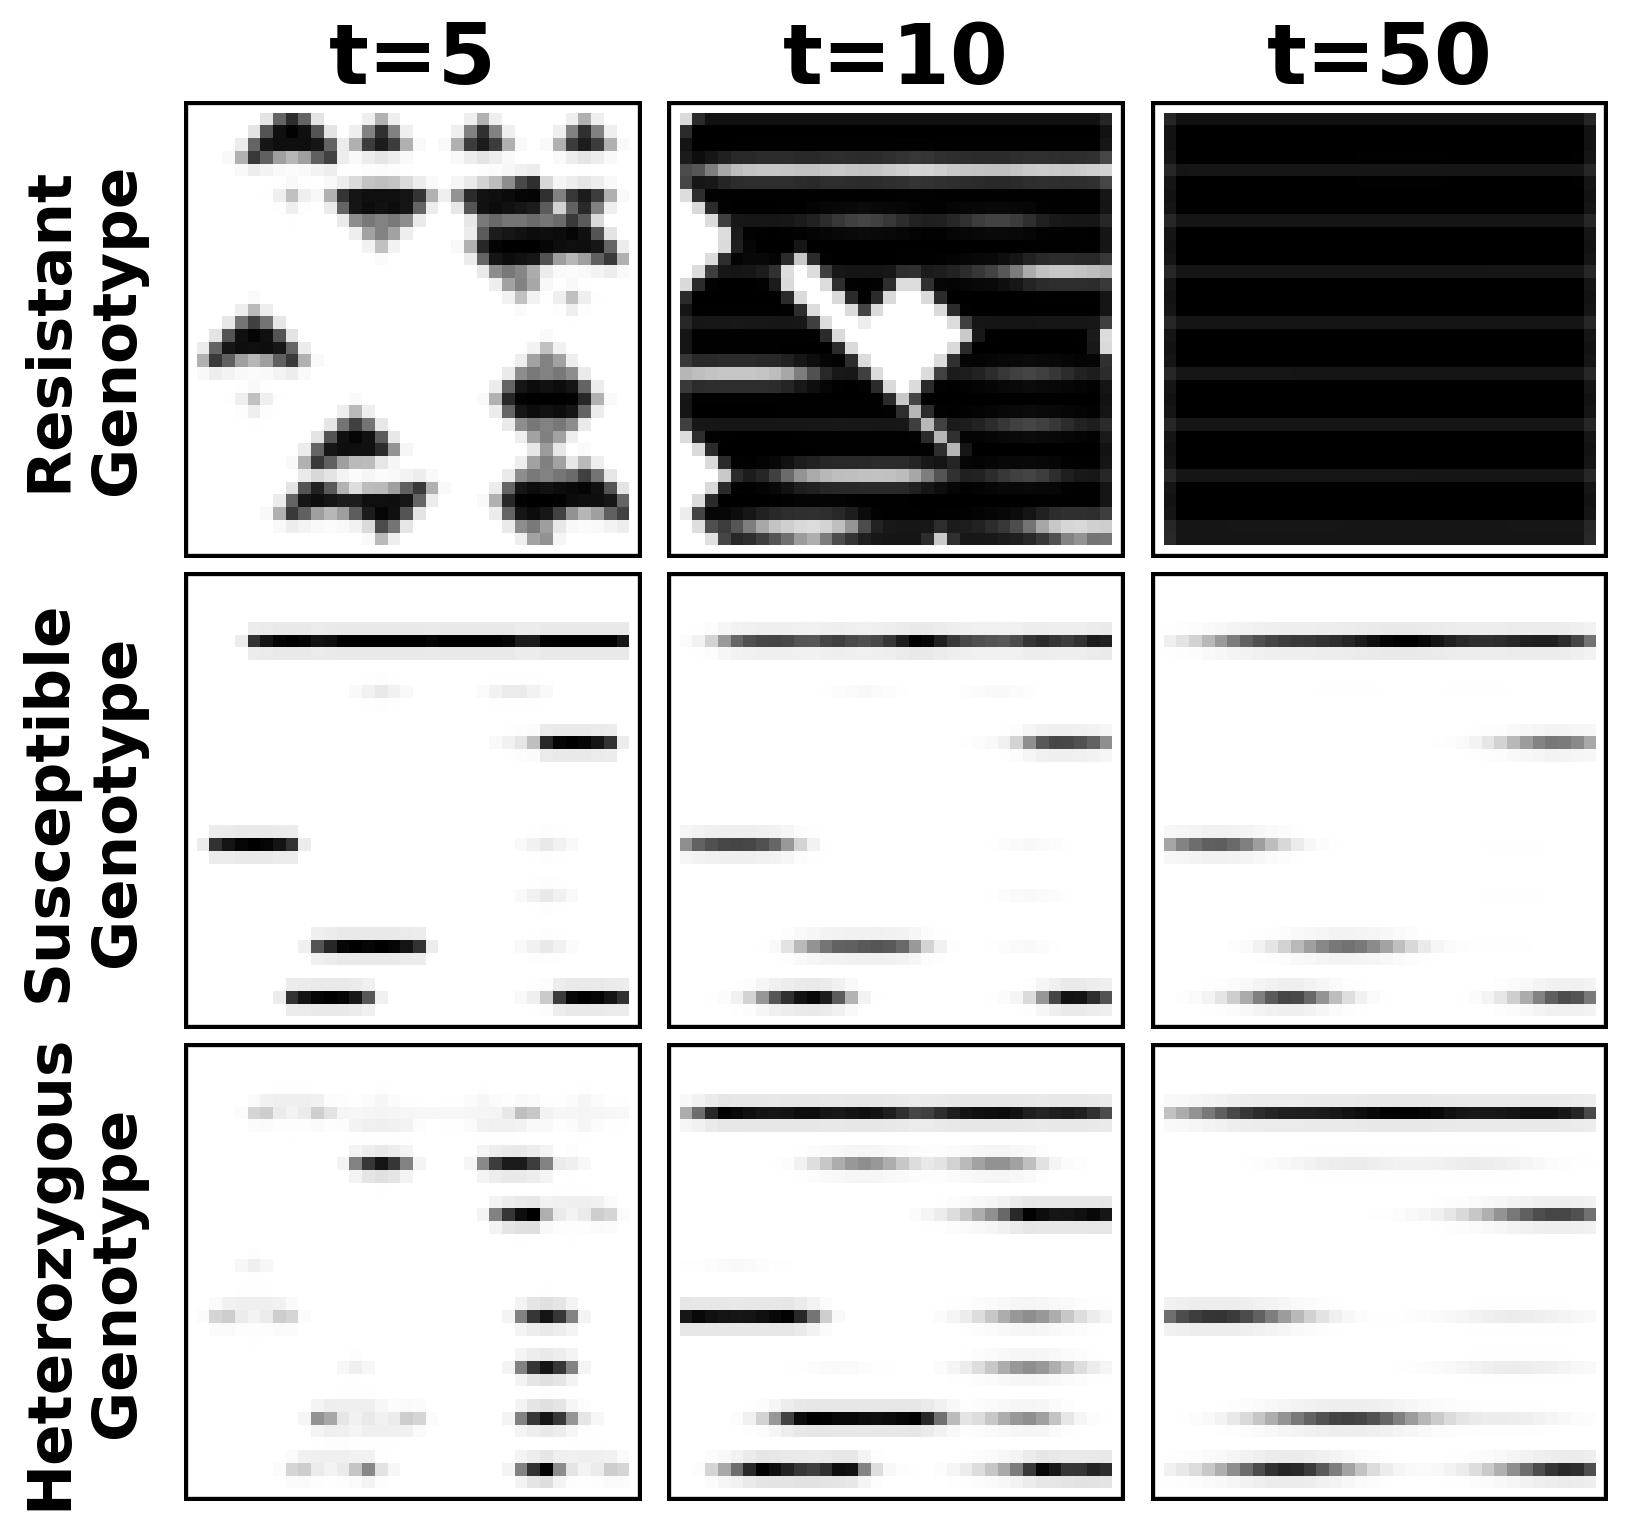 t=5 t=10 t=50
Resistant
Genotype
Susceptible
Genotype
Heterozygous
Genotype